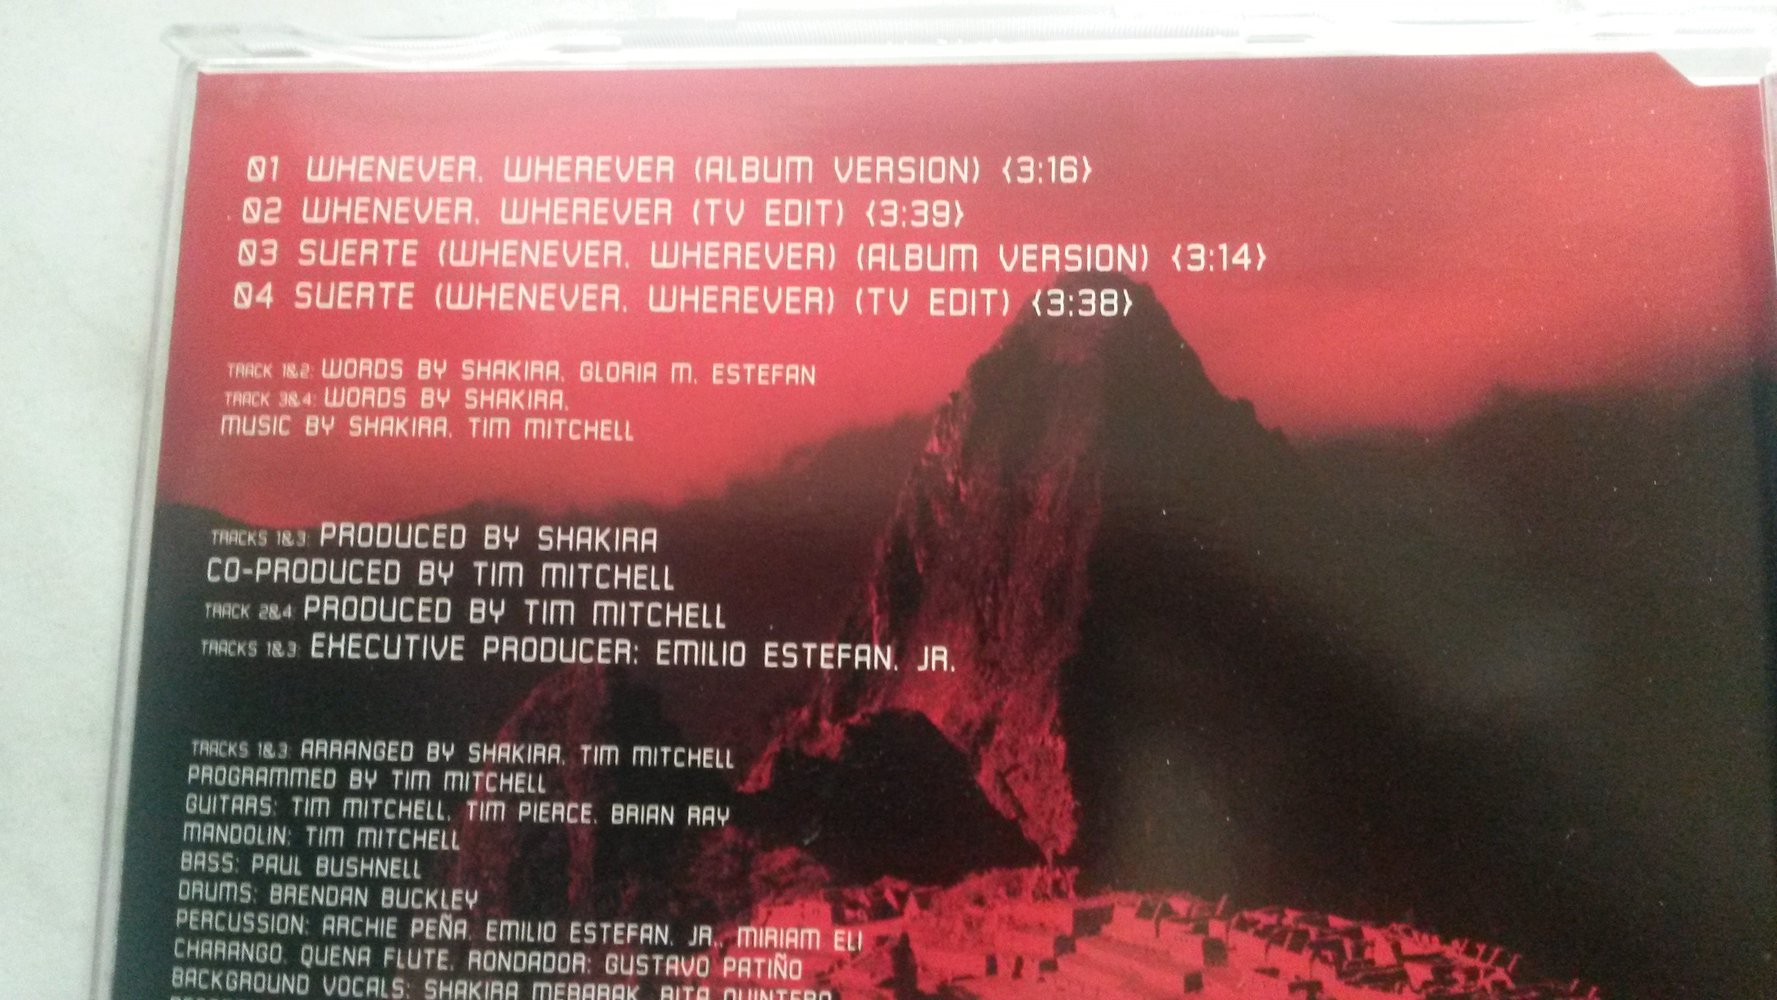 01 WHENEVER, WHEREVER (ALBUM VERSION) {3:16}
02 WHENEVER, WHEREVER (TV EDIT) {3:39}
03 SUERTE (WHENEVER, WHEREVER) (ALBUM VERSION) {3:14}
04 SUERTE (WHENEVER, WHEREVER) (TV EDIT) {3:38}
TRACK 1&2: WORDS BY SHAKIRA, GLORIA M. ESTEFAN
TRACK 3&4: WORDS BY SHAKIRA,
MUSIC BY SHAKIRA, TIM MITCHELL
TRACKS 1&3: PRODUCED BY SHAKIRA
CO-PRODUCED BY TIM MITCHELL
TRACK 2&4: PRODUCED BY TIM MITCHELL
TRACKS 1&3: EXECUTIVE PRODUCER: EMILIO ESTEFAN, JR.
TRACKS 1&3: ARRANGED BY SHAKIRA, TIM MITCHELL
PROGRAMMED BY TIM MITCHELL
GUITARS: TIM MITCHELL, TIM PIERCE, BRIAN RAY
MANDOLIN: TIM MITCHELL
BASS: PAUL BUSHNELL
DRUMS: BRENDAN BUCKLEY
PERCUSSION: ARCHIE PEÑA, EMILIO ESTEFAN, JR., MIRIAM ELI
CHARANGO, QUENA FLUTE, RONDADOR: GUSTAVO PATIÑO
BACKGROUND VOCALS: SHAKIRA MEBARAK, RITA QUINTERO